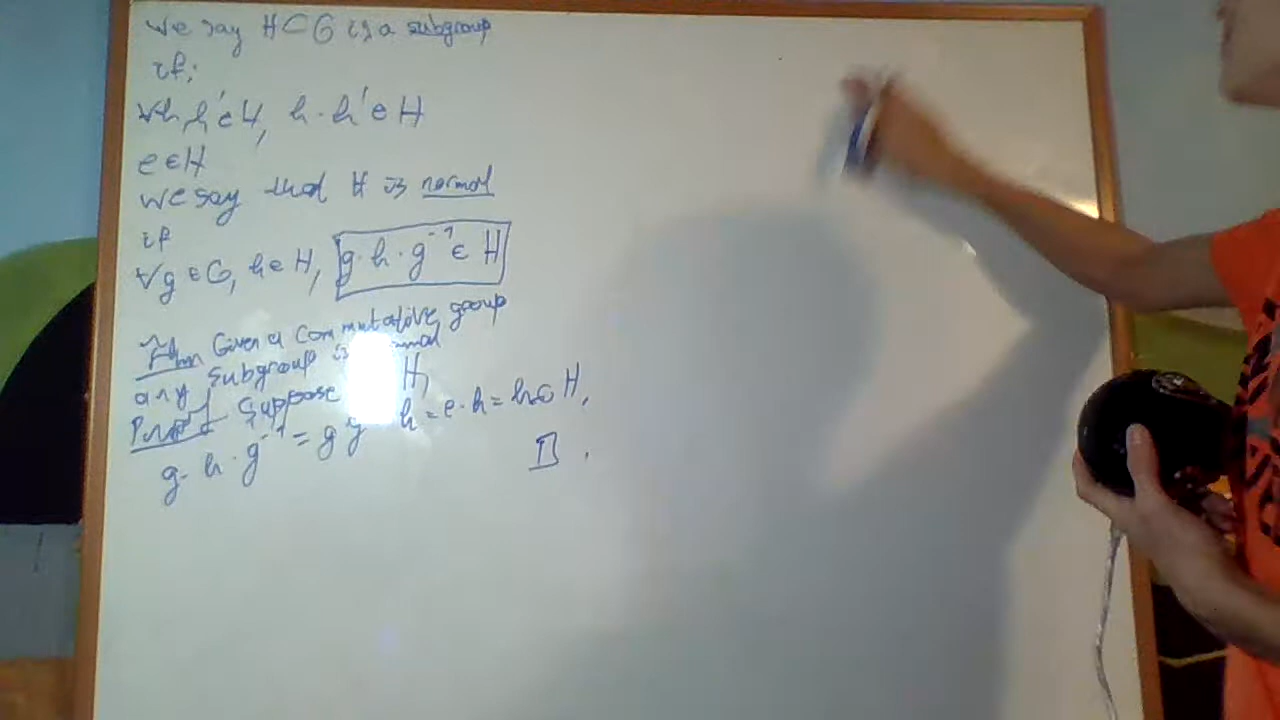 We say H⊂G is a subgroup
if:
∀h,h'∈H, h·h'∈H
e∈H
We say that H is normal
if
∀g∈G, h∈H, g·h·g⁻¹∈H
Thm Given a commutative group
any subgroup is normal
Proof Suppose H,
g·h·g⁻¹ = g g h = e·h = h∈H,